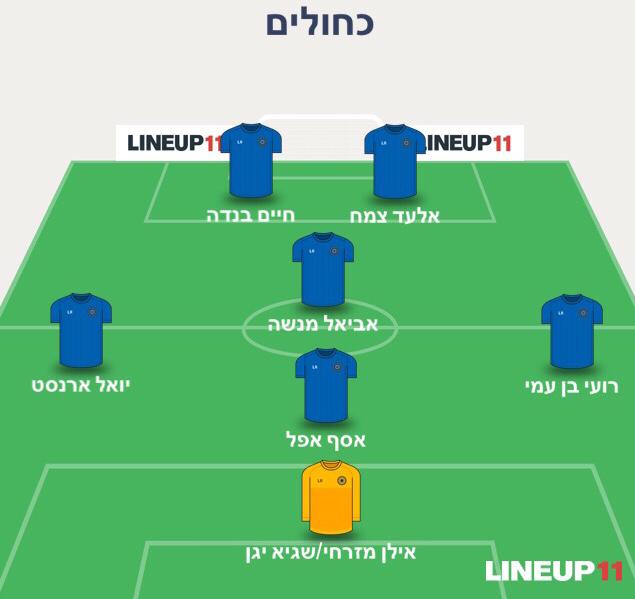 כחולים
LINEUP11
LINEUP11
חיים בנדה
אלעד צמח
אביאל מנשה
יואל ארנסט
רועי בן עמי
אסף אפל
אילן מזרחי/שגיא יגן
LINEUP11